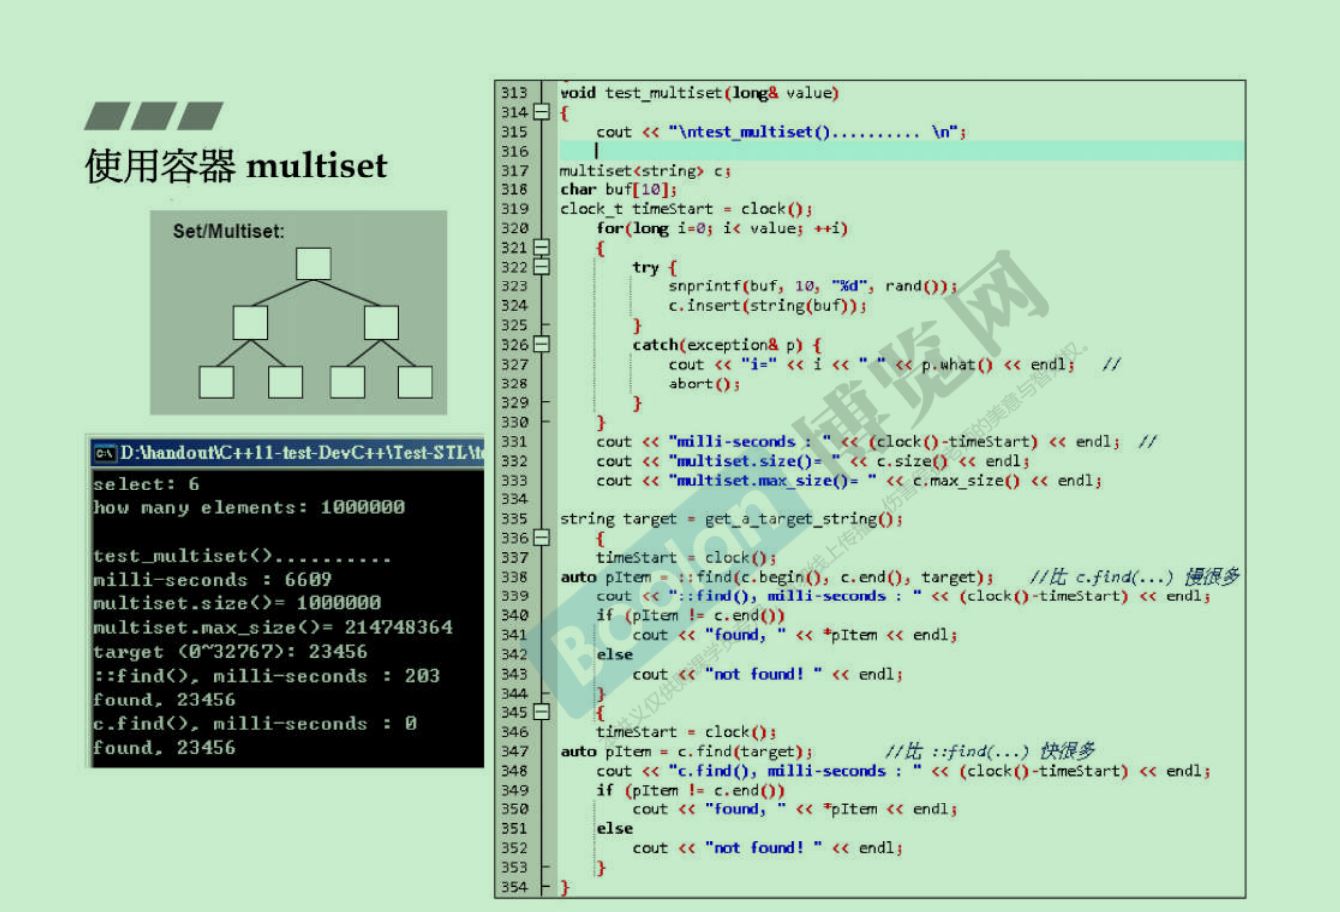 使用容器 multiset
Set/Multiset:
D:\handout\C++11-test-DevC++\Test-STL\t
select: 6
how many elements: 1000000
test_multiset()..........
milli-seconds : 6609
multiset.size()= 1000000
multiset.max_size()= 214748364
target (0~32767): 23456
::find(), milli-seconds : 203
found, 23456
c.find(), milli-seconds : 0
found, 23456
313 void test_multiset(long& value)
314 {
315 cout << "\ntest_multiset().......... \n";
316
317 multiset<string> c;
318 char buf[10];
319 clock_t timeStart = clock();
320 for(long i=0; i< value; ++i)
321 {
322 try {
323 snprintf(buf, 10, "%d", rand());
324 c.insert(string(buf));
325 }
326 catch(exception& p) {
327 cout << "i=" << i << " " << p.what() << endl; //
328 abort();
329 }
330 }
331 cout << "milli-seconds : " << (clock()-timeStart) << endl; //
332 cout << "multiset.size()= " << c.size() << endl;
333 cout << "multiset.max_size()= " << c.max_size() << endl;
334
335 string target = get_a_target_string();
336 {
337 timeStart = clock();
338 auto pItem = ::find(c.begin(), c.end(), target); //比 c.find(...) 慢很多
339 cout << "::find(), milli-seconds : " << (clock()-timeStart) << endl;
340 if (pItem != c.end())
341 cout << "found, " << *pItem << endl;
342 else
343 cout << "not found! " << endl;
344 }
345 {
346 timeStart = clock();
347 auto pItem = c.find(target); //比 ::find(...) 快很多
348 cout << "c.find(), milli-seconds : " << (clock()-timeStart) << endl;
349 if (pItem != c.end())
350 cout << "found, " << *pItem << endl;
351 else
352 cout << "not found! " << endl;
353 }
354 }
Boolan 博览网